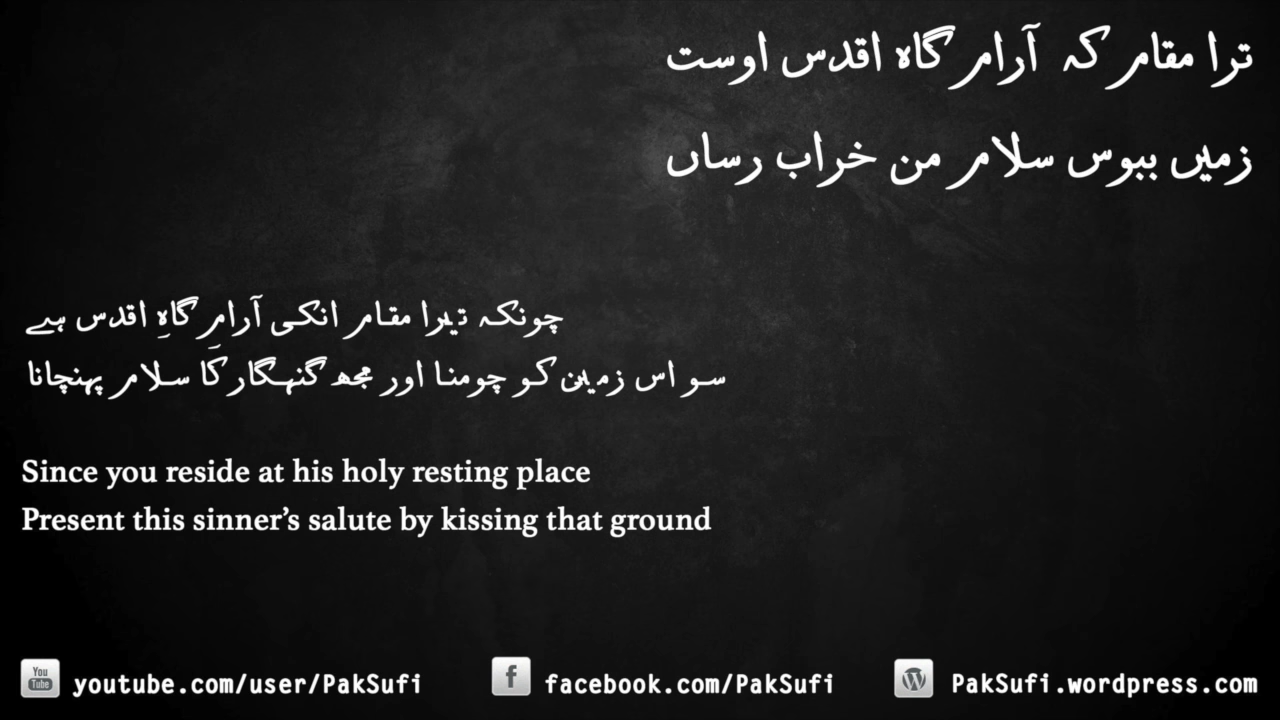 ترا مقام کہ آرام گاہ اقدس اوست
زمیں ببوس سلام من خراب رساں
چونکہ تیرا مقام انکی آرامِ گاہِ اقدس ہے
سو اس زمین کو چومنا اور مجھ گنہگار کا سلام پہنچانا
Since you reside at his holy resting place
Present this sinner’s salute by kissing that ground
You Tube youtube.com/user/PakSufi
f facebook.com/PakSufi
W PakSufi.wordpress.com